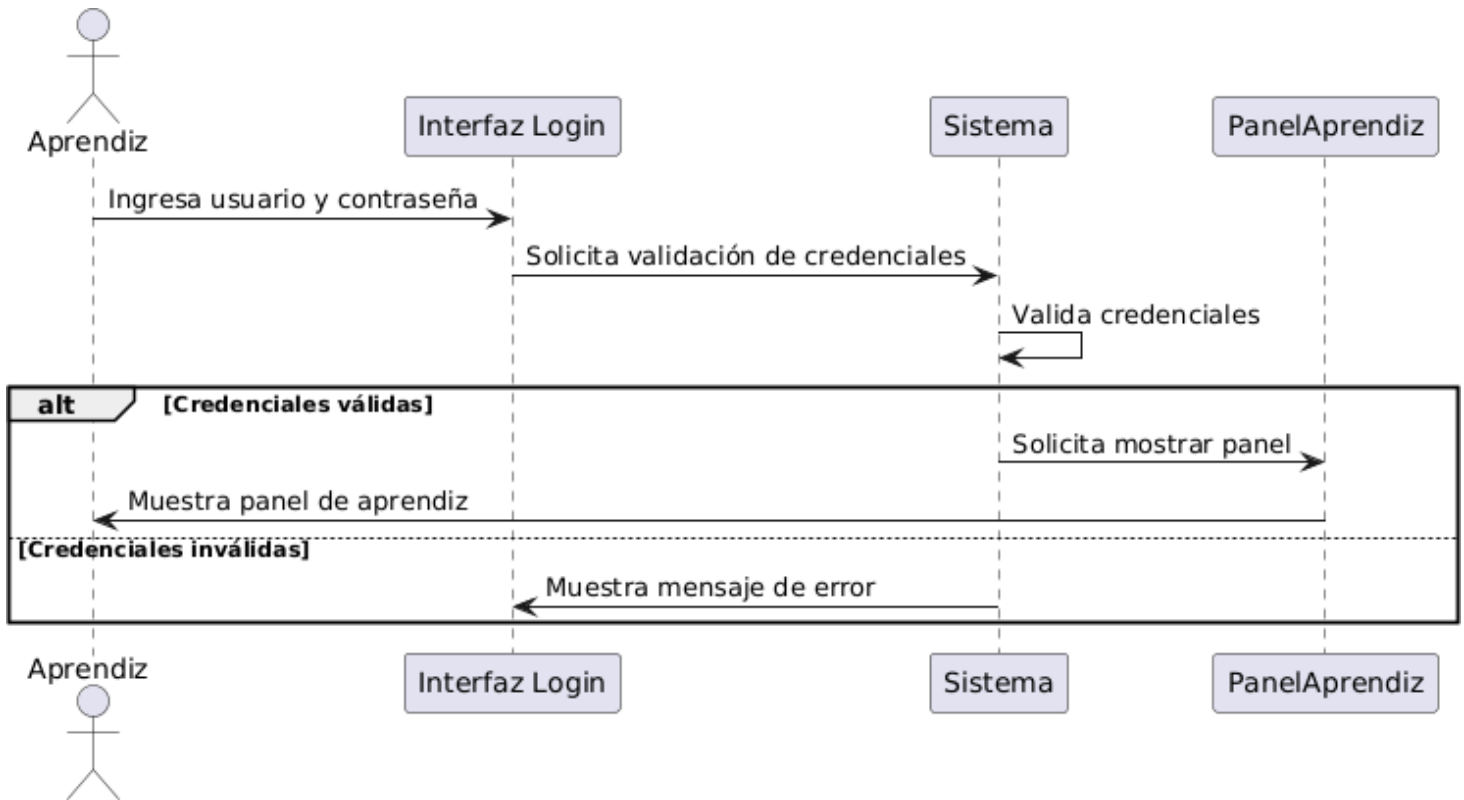 Aprendiz
Interfaz Login
Sistema
PanelAprendiz
Ingresa usuario y contraseña
Solicita validación de credenciales
Valida credenciales
alt [Credenciales válidas]
Solicita mostrar panel
Muestra panel de aprendiz
[Credenciales inválidas]
Muestra mensaje de error
Aprendiz
Interfaz Login
Sistema
PanelAprendiz